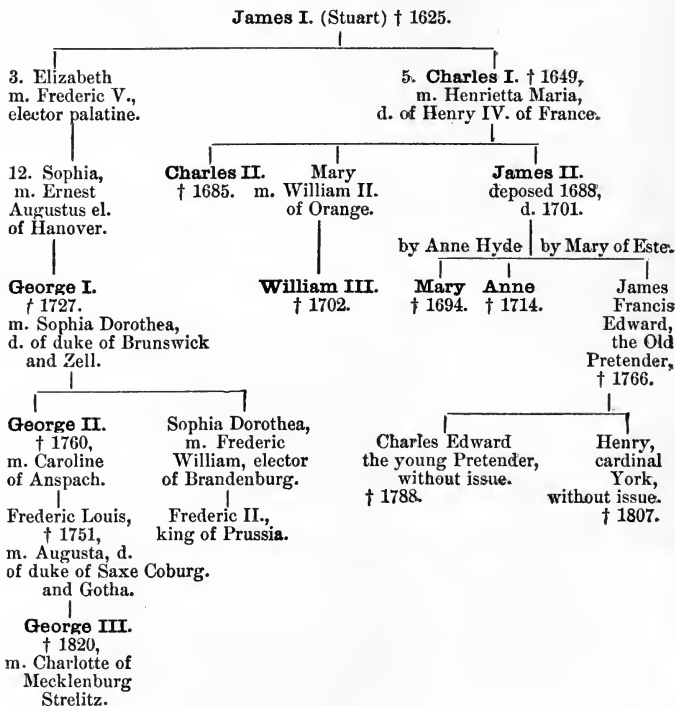 James I. (Stuart) † 1625.
3. Elizabeth
m. Frederic V.,
elector palatine.
5. Charles I. † 1649,
m. Henrietta Maria,
d. of Henry IV. of France.
12. Sophia,
m. Ernest
Augustus el.
of Hanover.
Charles II.
† 1685.
Mary
m. William II.
of Orange.
James II.
deposed 1688,
d. 1701.
by Anne Hyde
by Mary of Este.
George I.
† 1727.
m. Sophia Dorothea,
d. of duke of Brunswick
and Zell.
William III.
† 1702.
Mary
† 1694.
Anne
† 1714.
James
Francis
Edward,
the Old
Pretender,
† 1766.
George II.
† 1760,
m. Caroline
of Anspach.
Sophia Dorothea,
m. Frederic
William, elector
of Brandenburg.
Charles Edward
the young Pretender,
without issue.
† 1788.
Henry,
cardinal
York,
without issue.
† 1807.
Frederic Louis,
† 1751,
m. Augusta, d.
of duke of Saxe Coburg.
and Gotha.
Frederic II.,
king of Prussia.
George III.
† 1820,
m. Charlotte of
Mecklenburg
Strelitz.